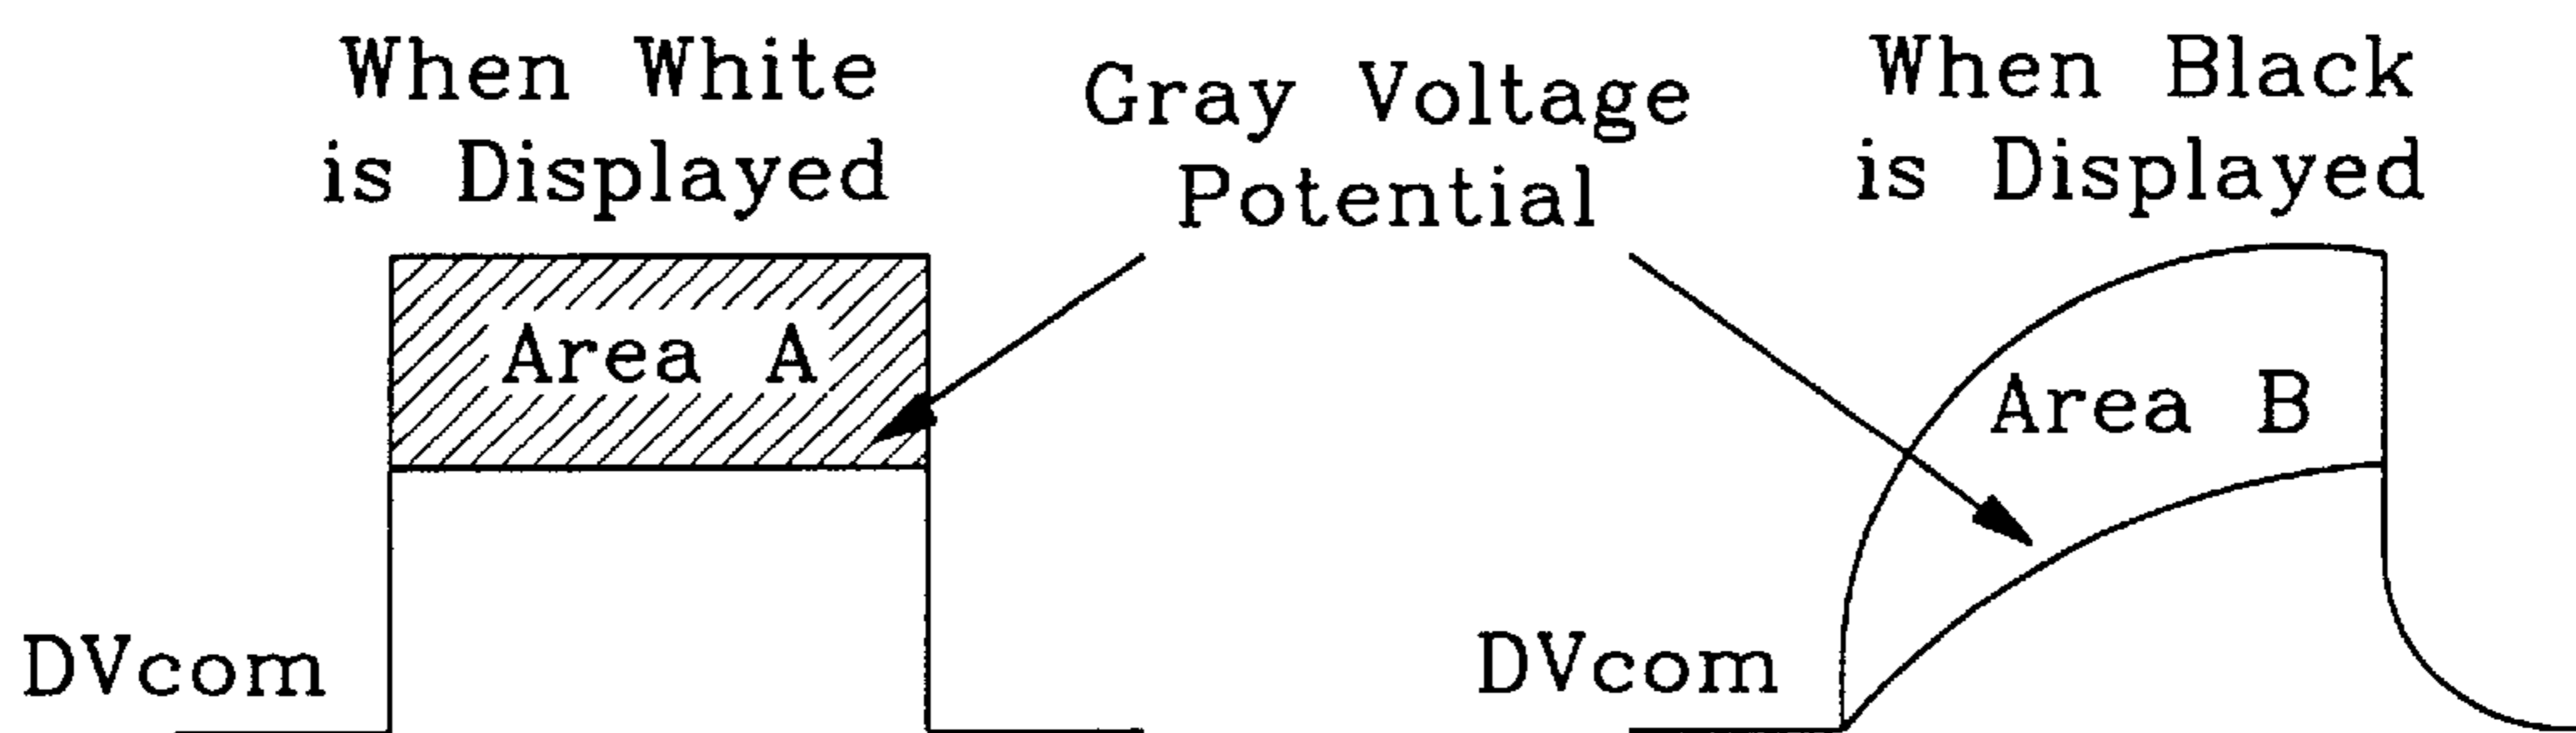 When White
is Displayed
Gray Voltage
Potential
When Black
is Displayed
Area A
Area B
DVcom
DVcom